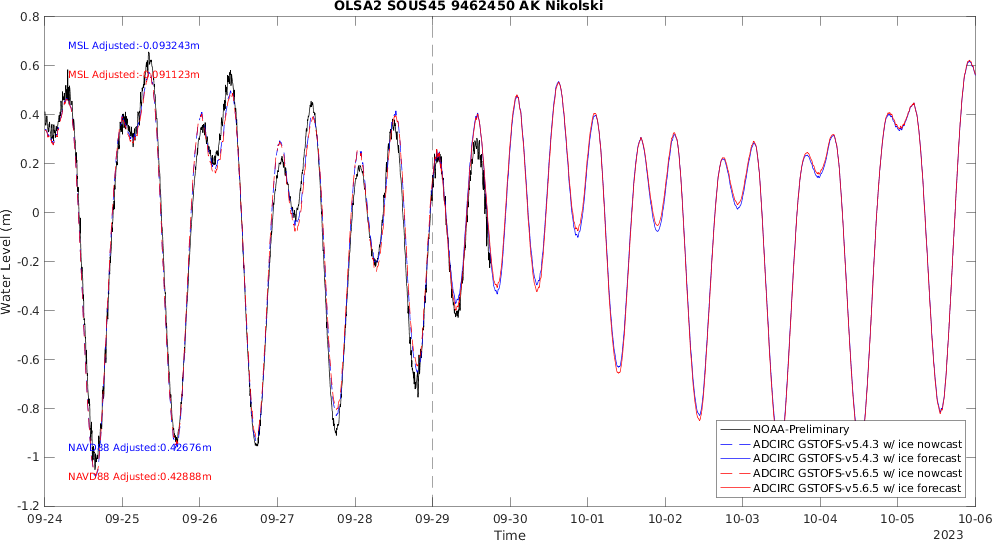 OLSA2 SOUS45 9462450 AK Nikolski
0.8
0.6
0.4
0.2
0
-0.2
-0.4
-0.6
-0.8
-1
-1.2
Water Level (m)
MSL Adjusted:-0.093243m
MSL Adjusted:-0.091123m
NAVD88 Adjusted:0.42676m
NAVD88 Adjusted:0.42888m
NOAA-Preliminary
ADCIRC GSTOFS-v5.4.3 w/ ice nowcast
ADCIRC GSTOFS-v5.4.3 w/ ice forecast
ADCIRC GSTOFS-v5.6.5 w/ ice nowcast
ADCIRC GSTOFS-v5.6.5 w/ ice forecast
09-24 09-25 09-26 09-27 09-28 09-29 09-30 10-01 10-02 10-03 10-04 10-05 10-06
Time
2023